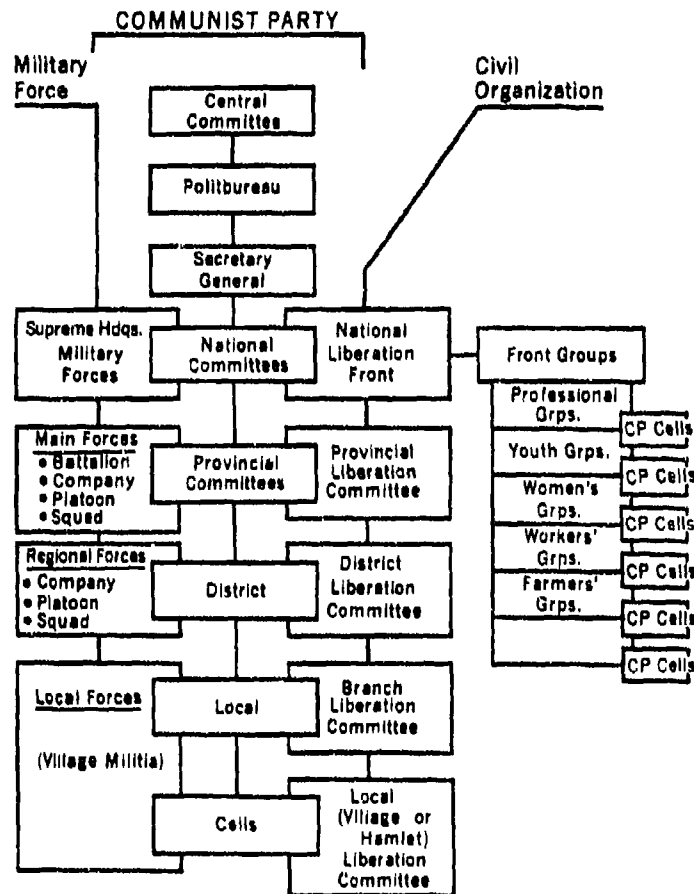 COMMUNIST PARTY
Military
Force
Civil
Organization
Central
Committee
Politbureau
Secretary
General
Supreme Hdqs.
Military
Forces
National
Committees
National
Liberation
Front
Front Groups
Main Forces
• Battalion
• Company
• Platoon
• Squad
Provincial
Committees
Provincial
Liberation
Committee
Professional
Grps.
CP Cells
Youth Grps.
CP Cells
Women's
Grps.
CP Cells
Workers'
Grps.
CP Cells
Farmers'
Grps.
CP Cells
CP Cells
Regional Forces
• Company
• Platoon
• Squad
District
District
Liberation
Committee
Local Forces
(Village Militia)
Local
Branch
Liberation
Committee
Cells
Local
(Village or
Hamlet)
Liberation
Committee